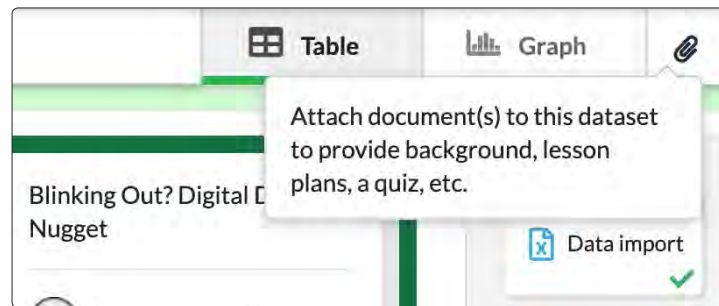 Table
Graph
Attach document(s) to this dataset
to provide background, lesson
plans, a quiz, etc.
Blinking Out? Digital
Nugget
Data import